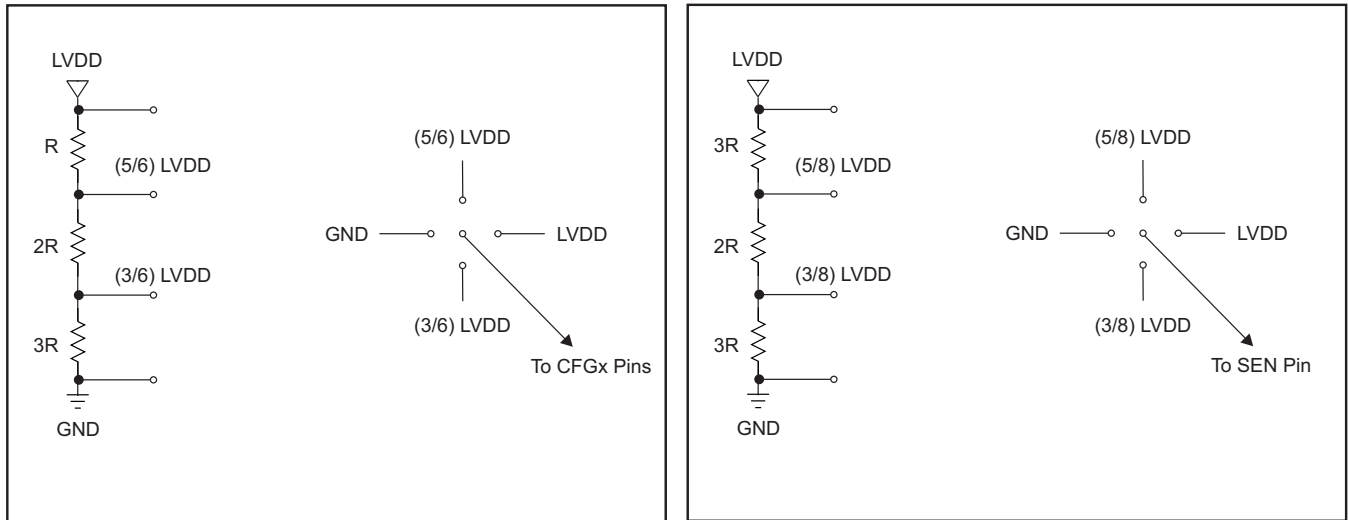 LVDD
R
(5/6) LVDD
2R
(3/6) LVDD
3R
GND
(5/6) LVDD
GND
LVDD
(3/6) LVDD
To CFGx Pins
LVDD
3R
(5/8) LVDD
2R
(3/8) LVDD
3R
GND
(5/8) LVDD
GND
LVDD
(3/8) LVDD
To SEN Pin